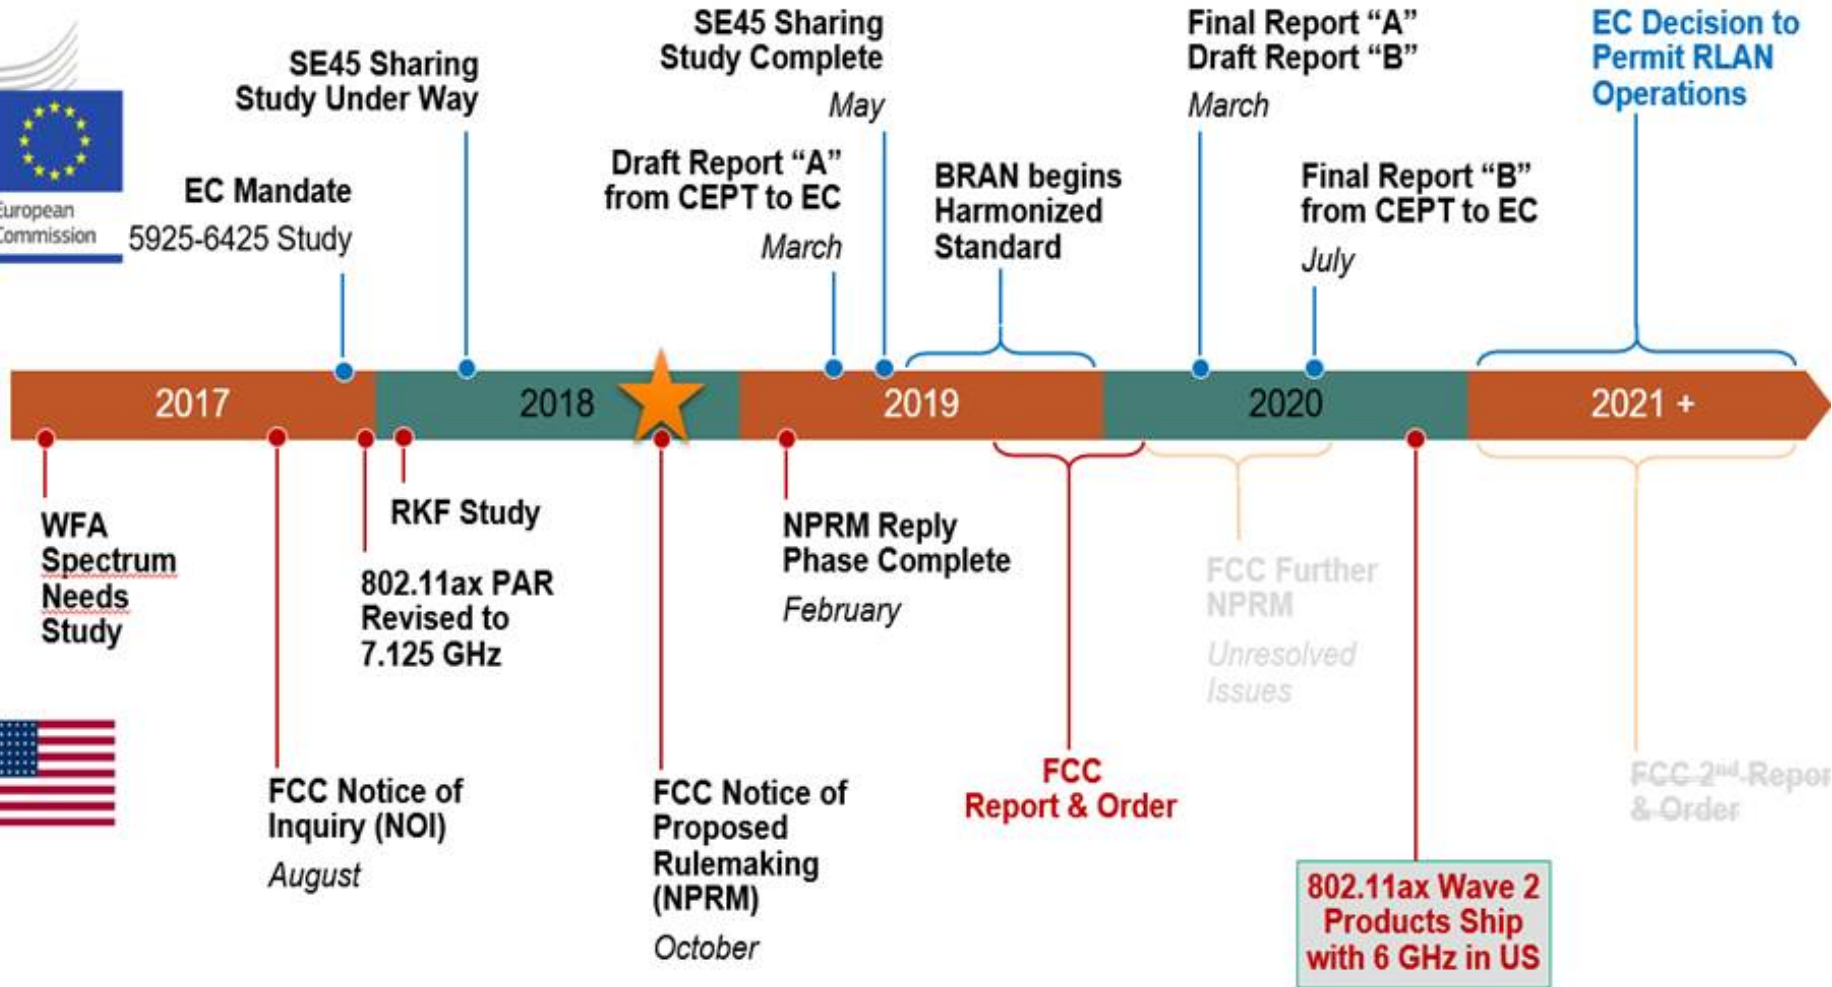 SE45 Sharing
Study Under Way
SE45 Sharing
Study Complete
May
Final Report “A”
Draft Report “B”
March
EC Decision to
Permit RLAN
Operations
European
Commission
EC Mandate
5925-6425 Study
Draft Report “A”
from CEPT to EC
March
BRAN begins
Harmonized
Standard
Final Report “B”
from CEPT to EC
July
2017
2018
2019
2020
2021 +
WFA
Spectrum
Needs
Study
RKF Study
802.11ax PAR
Revised to
7.125 GHz
NPRM Reply
Phase Complete
February
FCC Further
NPRM
Unresolved
Issues
FCC Notice of
Inquiry (NOI)
August
FCC Notice of
Proposed
Rulemaking
(NPRM)
October
FCC
Report & Order
FCC 2nd Repor
& Order
802.11ax Wave 2
Products Ship
with 6 GHz in US